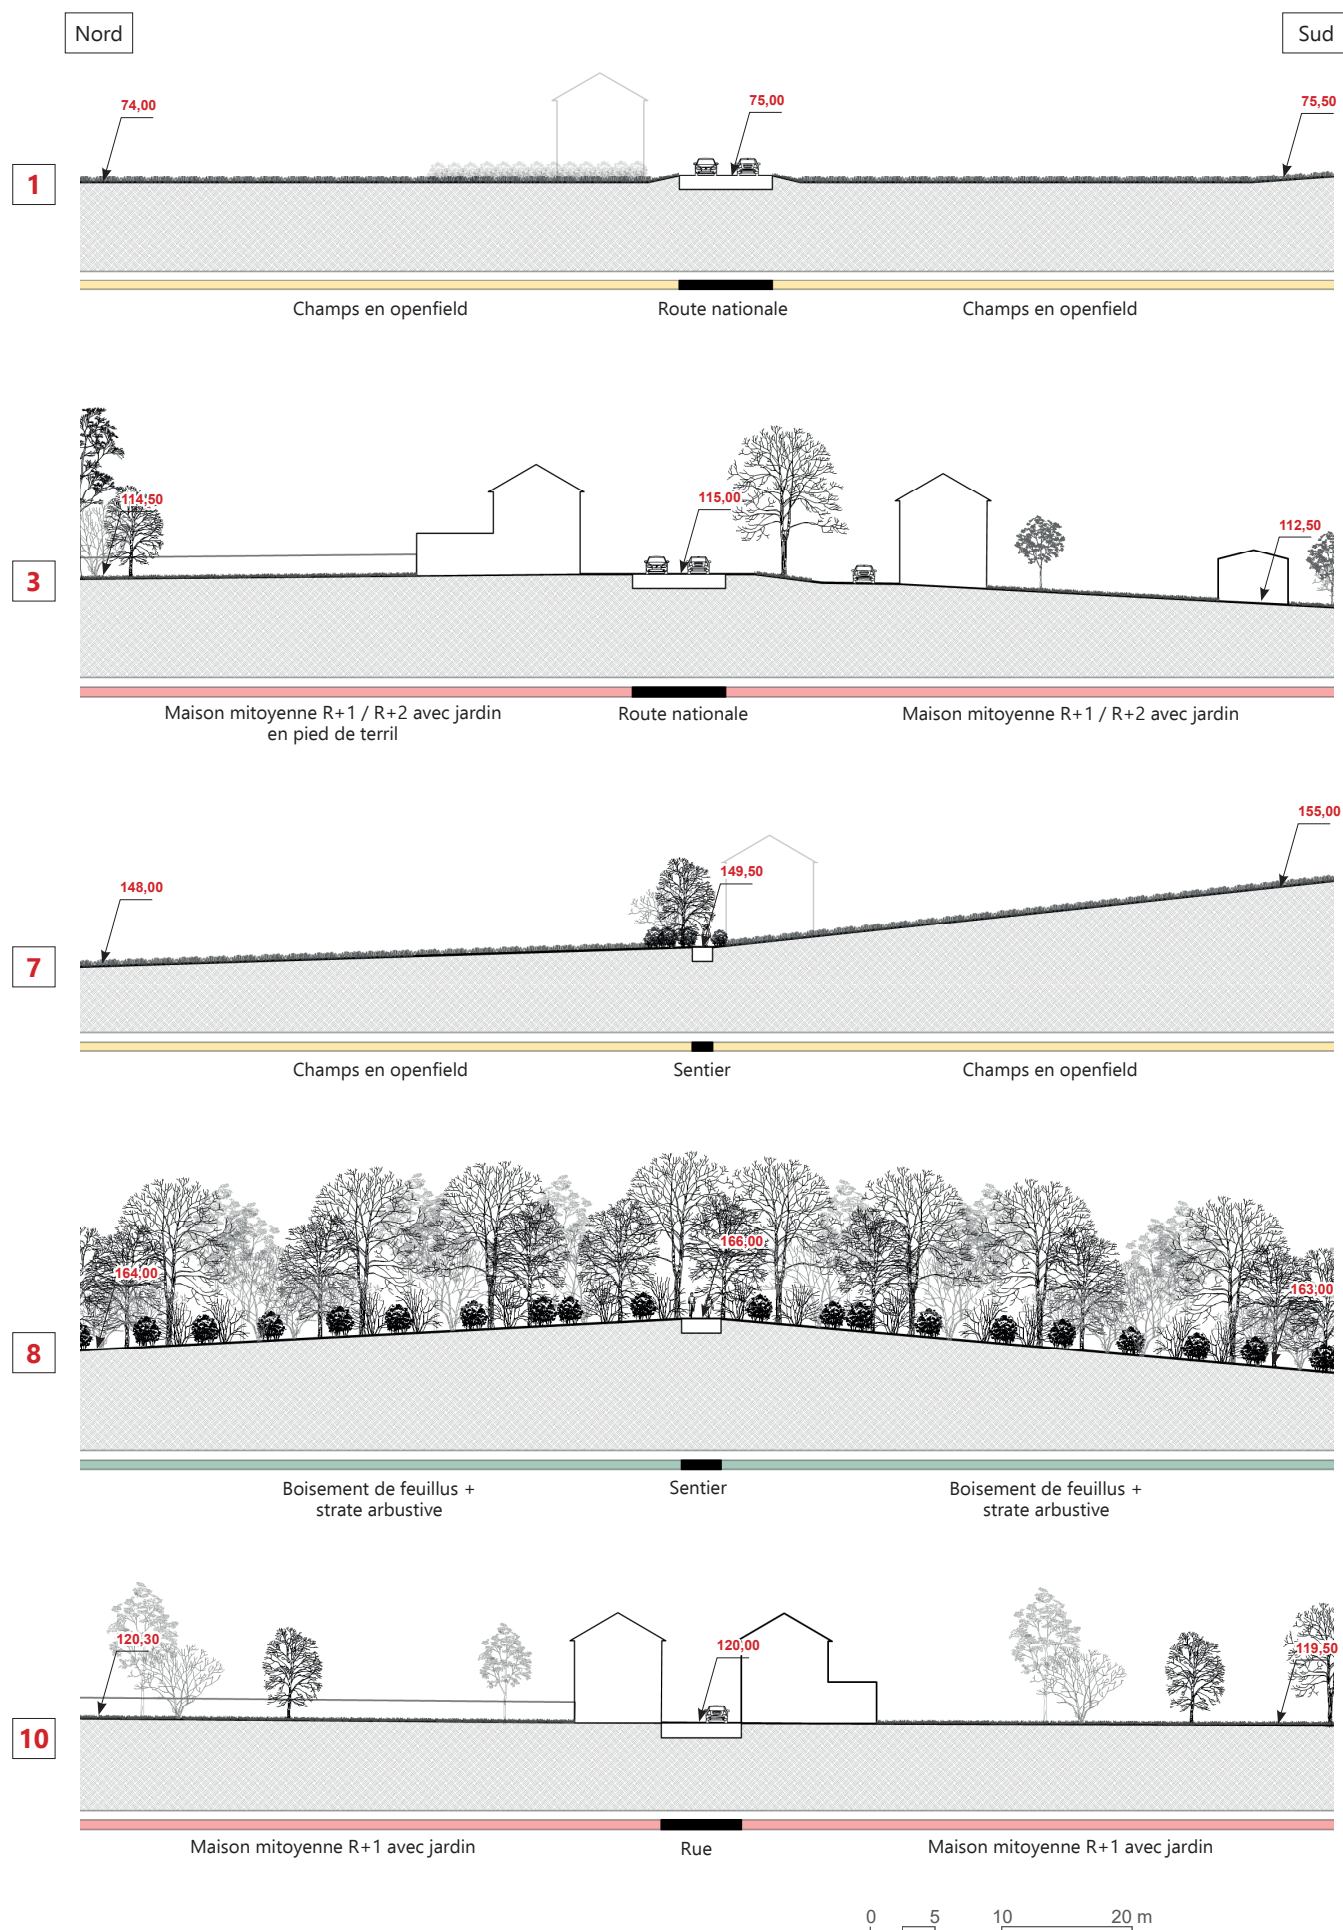 Nord
Sud
74,00
75,00
75,50
1
Champs en openfield
Route nationale
Champs en openfield
114,50
115,00
112,50
3
Maison mitoyenne R+1 / R+2 avec jardin
en pied de terril
Route nationale
Maison mitoyenne R+1 / R+2 avec jardin
148,00
149,50
155,00
7
Champs en openfield
Sentier
Champs en openfield
164,00
166,00
163,00
8
Boisement de feuillus +
strate arbustive
Sentier
Boisement de feuillus +
strate arbustive
120,30
120,00
119,50
10
Maison mitoyenne R+1 avec jardin
Rue
Maison mitoyenne R+1 avec jardin
0 5 10 20 m